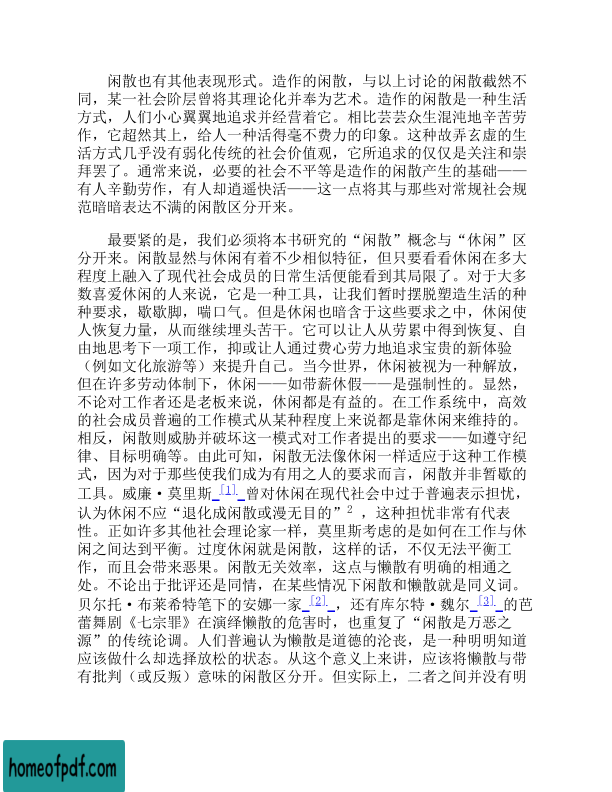 闲散也有其他表现形式。造作的闲散，与以上讨论的闲散截然不
同，某一社会阶层曾将其理论化并奉为艺术。造作的闲散是一种生活
方式，人们小心翼翼地追求并经营着它。相比芸芸众生混沌地辛苦劳
作，它超然其上，给人一种活得毫不费力的印象。这种故弄玄虚的生
活方式几乎没有弱化传统的社会价值观，它所追求的仅仅是关注和崇
拜罢了。通常来说，必要的社会不平等是造作的闲散产生的基础——
有人辛勤劳作，有人却逍遥快活——这一点将其与那些对常规社会规
范暗暗表达不满的闲散区分开来。
最要紧的是，我们必须将本书研究的“闲散”概念与“休闲”区
分开来。闲散显然与休闲有着不少相似特征，但只要看看休闲在多大
程度上融入了现代社会成员的日常生活便能看到其局限了。对于大多
数喜爱休闲的人来说，它是一种工具，让我们暂时摆脱塑造生活的种
种要求，歇歇脚，喘口气。但是休闲也暗含于这些要求之中，休闲使
人恢复力量，从而继续埋头苦干。它可以让人从劳累中得到恢复、自
由地思考下一项工作，抑或让人通过费心劳力地追求宝贵的新体验
（例如文化旅游等）来提升自己。当今世界，休闲被视为一种解放，
但在许多劳动体制下，休闲——如带薪休假——是强制性的。显然，
不论对工作者还是老板来说，休闲都是有益的。在工作系统中，高效
的社会成员普遍的工作模式从某种程度上来说都是靠休闲来维持的。
相反，闲散则威胁并破坏这一模式对工作者提出的要求——如遵守纪
律、目标明确等。由此可知，闲散无法像休闲一样适应于这种工作模
式，因为对于那些使我们成为有用之人的要求而言，闲散并非暂歇的
工具。威廉·莫里斯[1]曾对休闲在现代社会中过于普遍表示担忧，
认为休闲不应“退化成闲散或漫无目的”2 ，这种担忧非常有代表
性。正如许多其他社会理论家一样，莫里斯考虑的是如何在工作与休
闲之间达到平衡。过度休闲就是闲散，这样的话，不仅无法平衡工
作，而且会带来恶果。闲散无关效率，这点与懒散有明确的相通之
处。不论出于批评还是同情，在某些情况下闲散和懒散就是同义词。
贝尔托·布莱希特笔下的安娜一家[2]，还有库尔特·魏尔[3]的芭
蕾舞剧《七宗罪》在演绎懒散的危害时，也重复了“闲散是万恶之
源”的传统论调。人们普遍认为懒散是道德的沦丧，是一种明明知道
应该做什么却选择放松的状态。从这个意义上来讲，应该将懒散与带
有批判（或反叛）意味的闲散区分开。但实际上，二者之间并没有明
homeofpdf.com